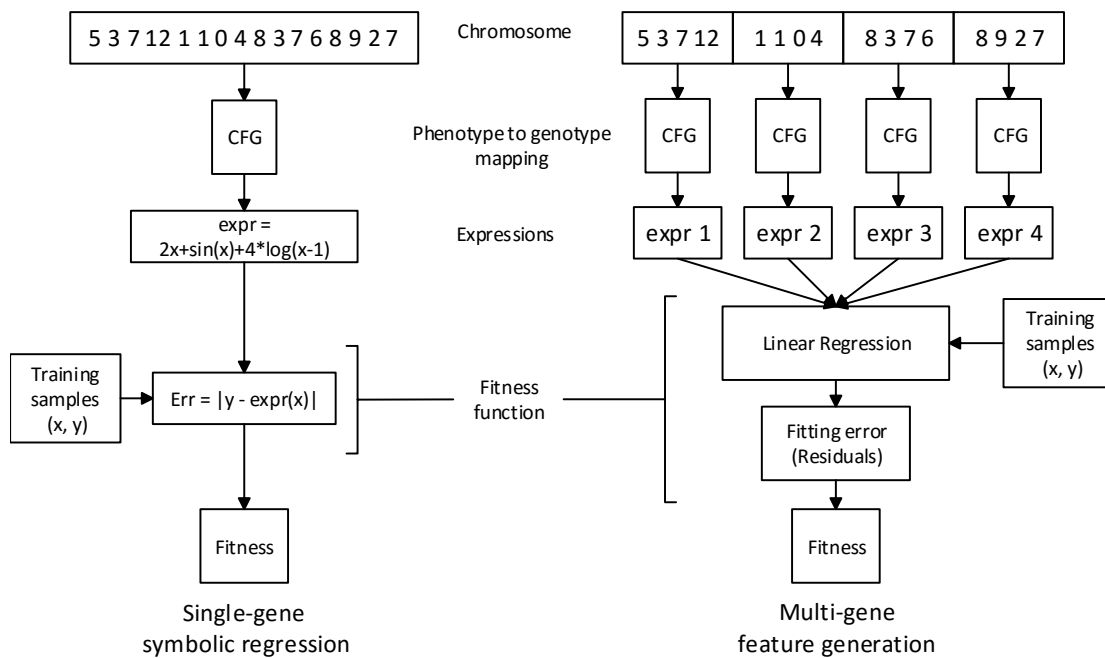 5 3 7 12 1 1 0 4 8 3 7 6 8 9 2 7
Chromosome
5 3 7 12
1 1 0 4
8 3 7 6
8 9 2 7
CFG
Phenotype to genotype
mapping
CFG
CFG
CFG
CFG
expr =
2x+sin(x)+4*log(x-1)
Expressions
expr 1
expr 2
expr 3
expr 4
Training
samples
(x, y)
Err = |y - expr(x)|
Fitness
function
Linear Regression
Training
samples
(x, y)
Fitting error
(Residuals)
Fitness
Fitness
Single-gene
symbolic regression
Multi-gene
feature generation